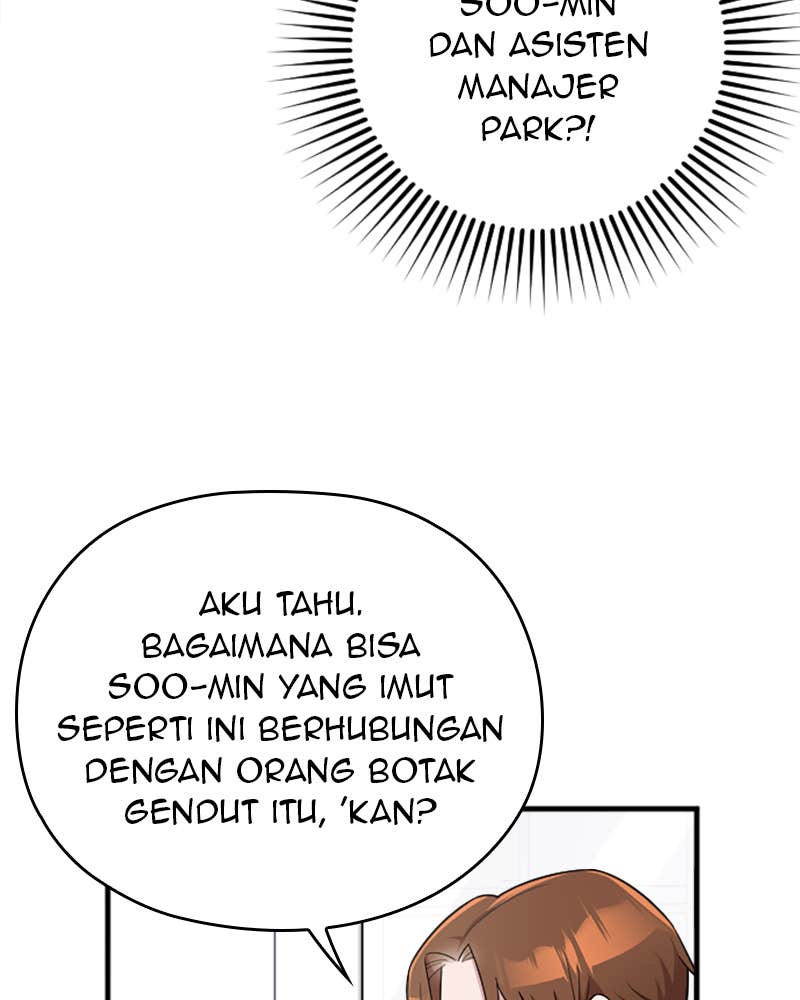 SOO-MIN
DAN ASISTEN
MANAJER
PARK?!
AKU TAHU.
BAGAIMANA BISA
SOO-MIN YANG IMUT
SEPERTI INI BERHUBUNGAN
DENGAN ORANG BOTAK
GENDUT ITU, 'KAN?